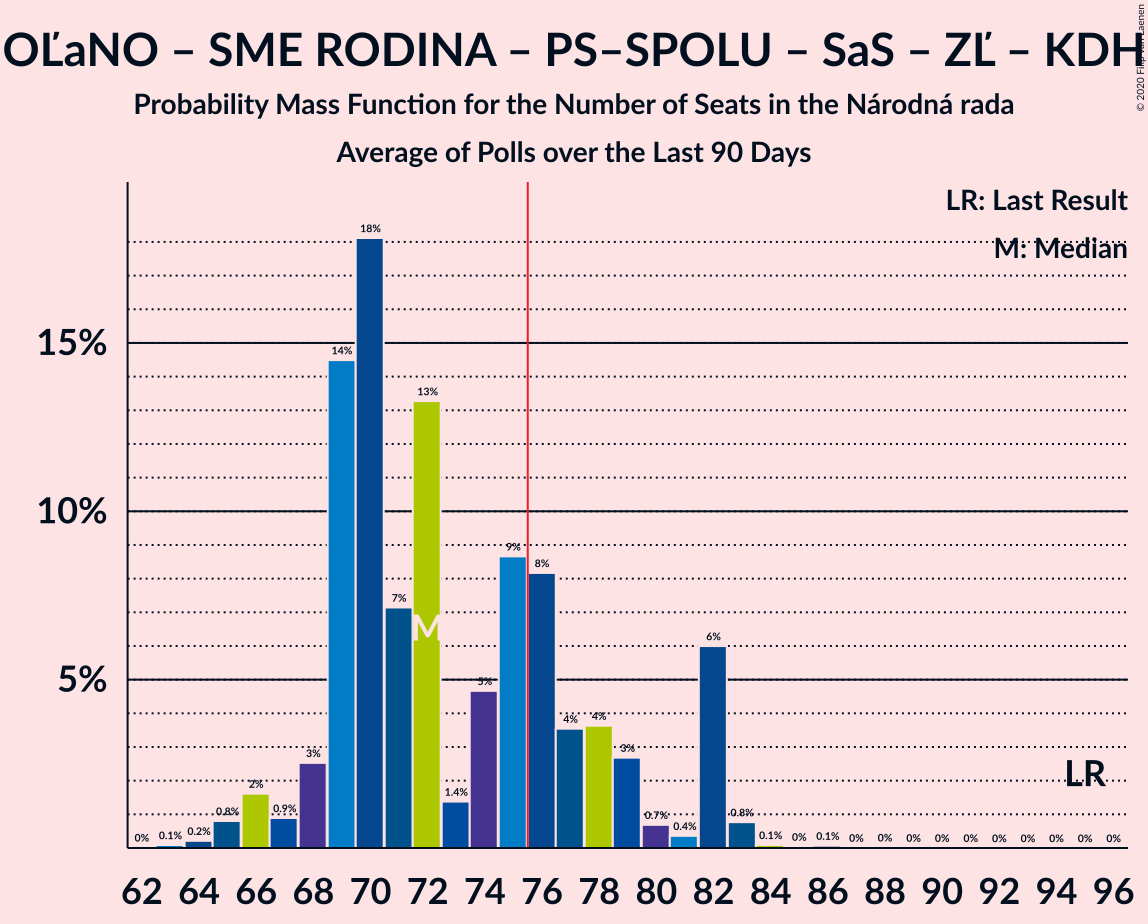 OĽaNO – SME RODINA – PS–SPOLU – SaS – ZĽ – KDH
Probability Mass Function for the Number of Seats in the Národná rada
Average of Polls over the Last 90 Days
© 2020 Filip van Laenen
LR: Last Result
M: Median
15%
10%
5%
0% 0.1% 0.2% 0.8% 2% 0.9% 3% 14% 18% 7% 13% 1.4% 5% 9% 8% 4% 4% 3% 0.7% 0.4% 6% 0.8% 0.1% 0% 0.1% 0% 0% 0% 0% 0% 0% 0% 0% 0% 0%
M
LR
62 64 66 68 70 72 74 76 78 80 82 84 86 88 90 92 94 96